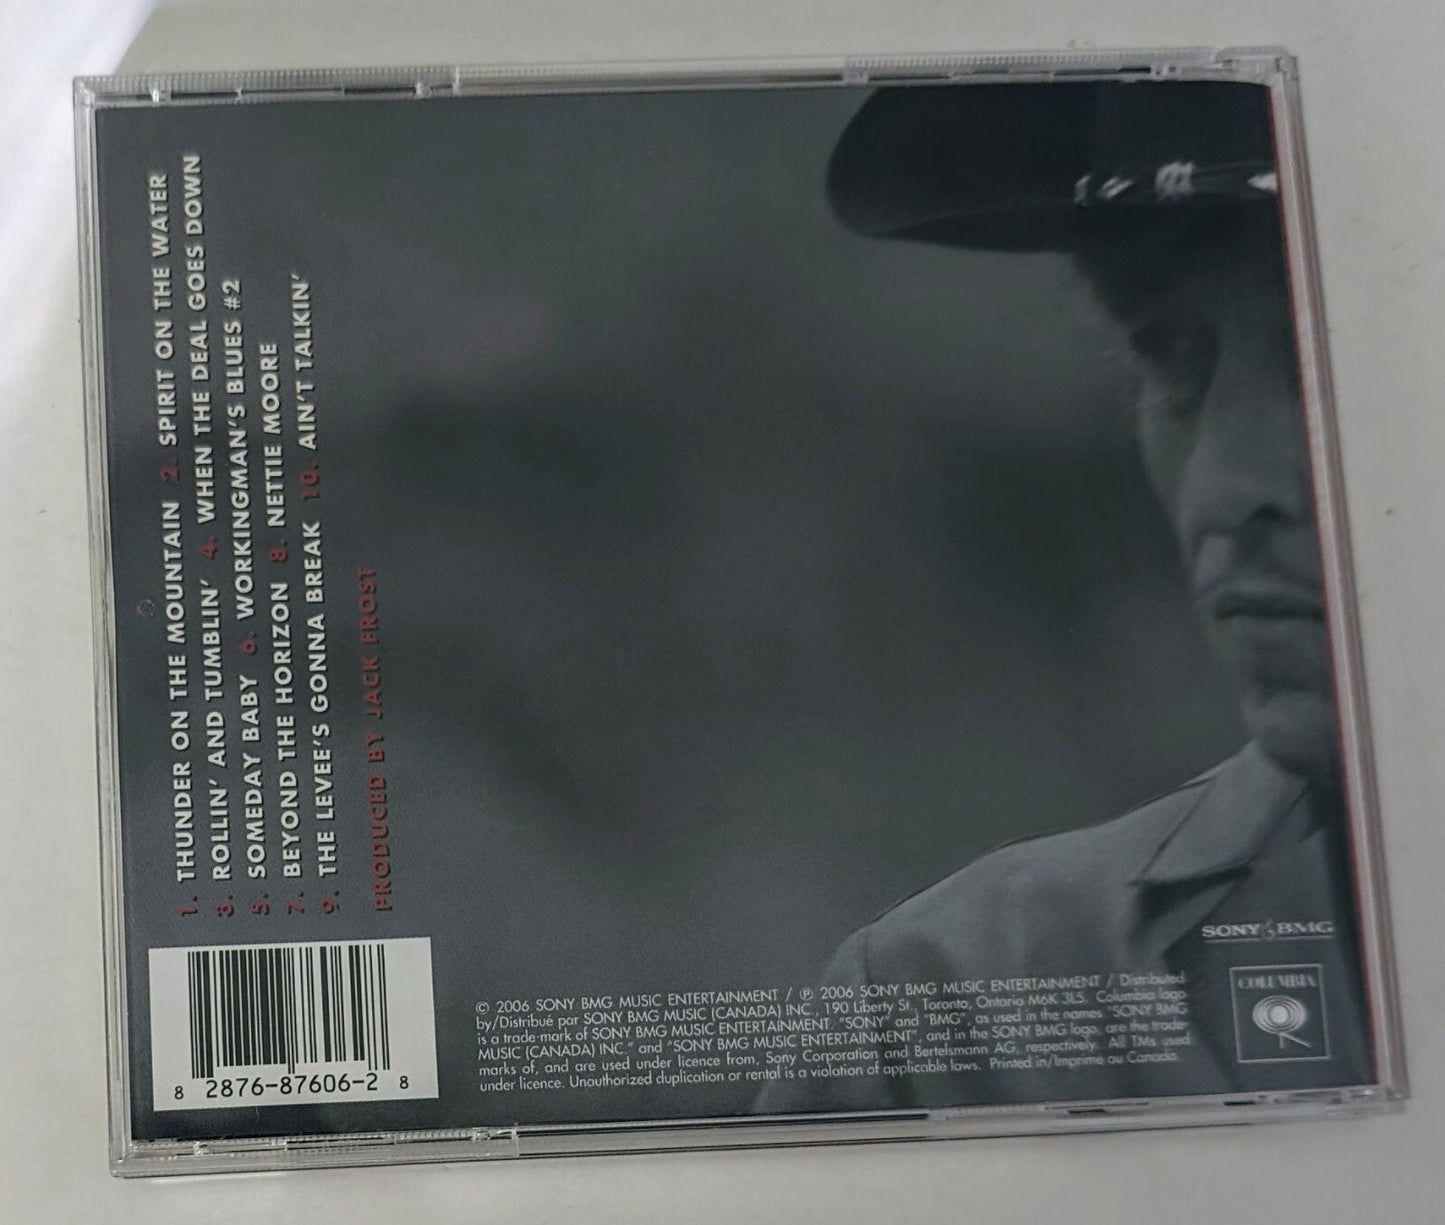 1. THUNDER ON THE MOUNTAIN 2. SPIRIT ON THE WATER
3. ROLLIN' AND TUMBLIN' 4. WHEN THE DEAL GOES DOWN
5. SOMEDAY BABY 6. WORKINGMAN'S BLUES #2
7. BEYOND THE HORIZON 8. NETTIE MOORE
9. THE LEVEE'S GONNA BREAK 10. AIN'T TALKIN'
PRODUCED BY JACK FROST
8 2876-87606-2 8
© 2006 SONY BMG MUSIC ENTERTAINMENT / ℗ 2006 SONY BMG MUSIC ENTERTAINMENT / Distributed
by/Distribué par SONY BMG MUSIC (CANADA) INC., 190 Liberty St., Toronto, Ontario M6K 3L5. Columbia logo
is a trade-mark of SONY BMG MUSIC ENTERTAINMENT. "SONY" and "BMG", as used in the names "SONY BMG
MUSIC (CANADA) INC." and "SONY BMG MUSIC ENTERTAINMENT", and in the SONY BMG logo, are the trade-
marks of, and are used under licence from, Sony Corporation and Bertelsmann AG, respectively. All TMs used
under licence. Unauthorized duplication or rental is a violation of applicable laws. Printed in/Imprimé au Canada.
SONY BMG
COLUMBIA